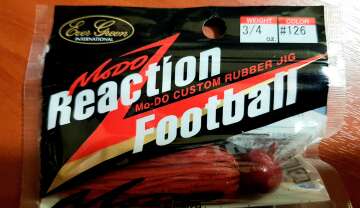 Ever Green
INTERNATIONAL
WEIGHT
3/4 oz.
COLOR
#126
MoDO
Reaction
Mo-DO CUSTOM RUBBER JIG
Football